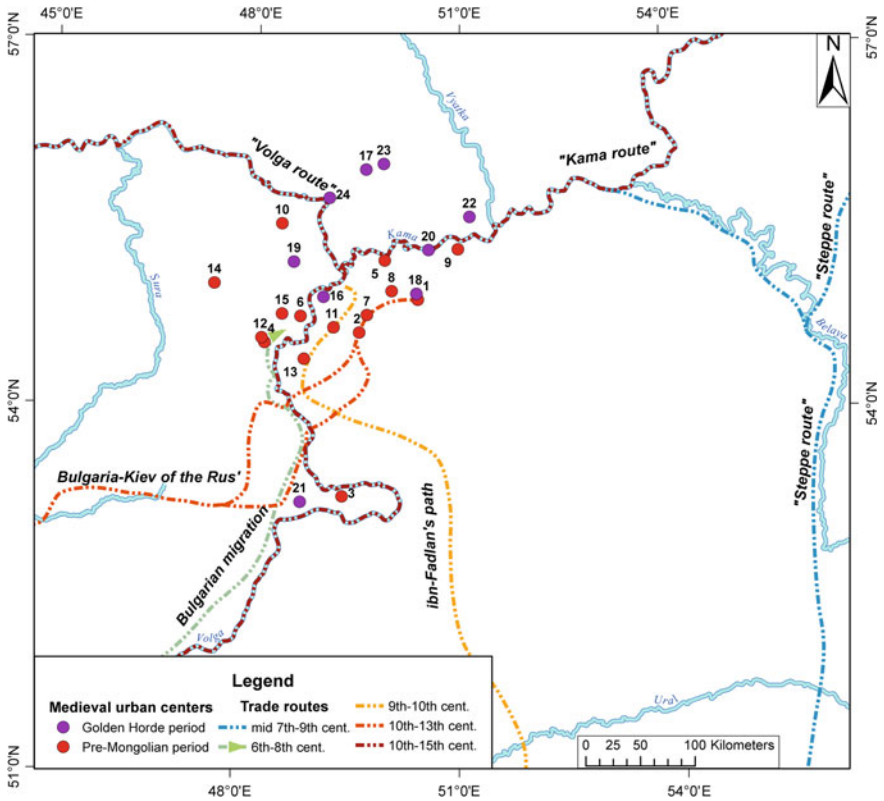 45°0'E 48°0'E 51°0'E 54°0'E
57°0'N
57°0'N
N
Vyatka
17 23
"Volga route"
"Kama route"
24
10
22
"Steppe route"
Kama
20
19
5
9
14
Sura
8
18 1
16
15 6
7
11
2
12
4
Belaya
13
54°0'N
54°0'N
"Steppe route"
Bulgaria-Kiev of the Rus'
21
3
Bulgarian migration
ibn-Fadlan's path
Volga
Ural
Legend
Medieval urban centers
Golden Horde period
Pre-Mongolian period
Trade routes
mid 7th-9th cent.
6th-8th cent.
9th-10th cent.
10th-13th cent.
10th-15th cent.
0 25 50 100 Kilometers
51°0'N
51°0'N
48°0'E 51°0'E 54°0'E